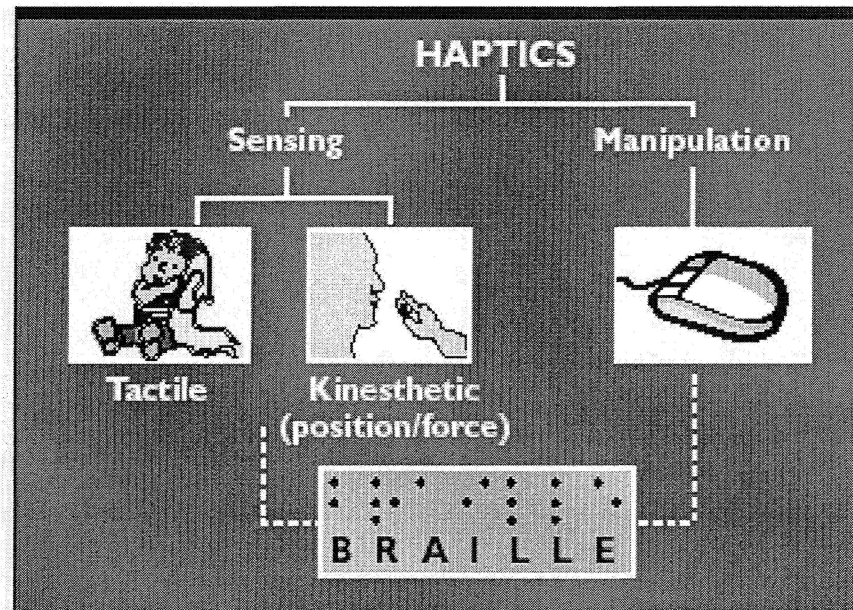 HAPTICS
Sensing
Manipulation
Tactile
Kinesthetic
(position/force)
BRAILLE